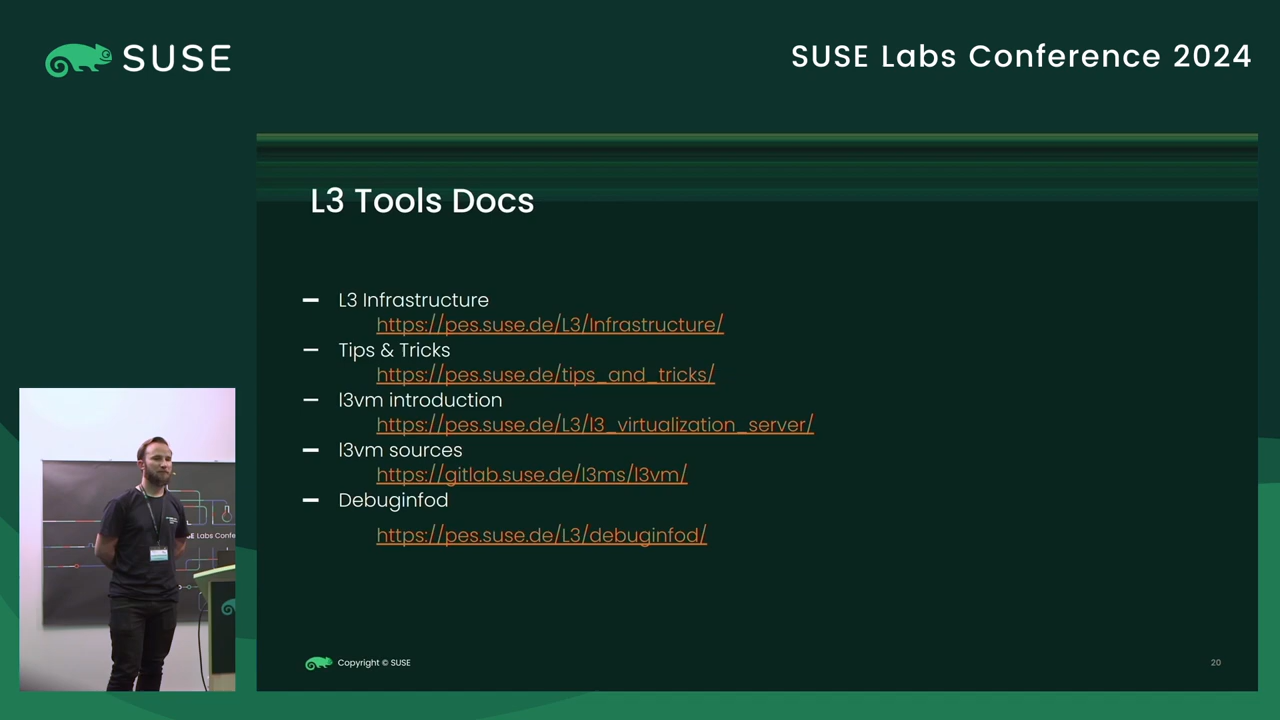 SUSE
SUSE Labs Conference 2024
L3 Tools Docs
L3 Infrastructure
https://pes.suse.de/L3/Infrastructure/
Tips & Tricks
https://pes.suse.de/tips_and_tricks/
l3vm introduction
https://pes.suse.de/L3/l3_virtualization_server/
l3vm sources
https://gitlab.suse.de/l3ms/l3vm/
Debuginfod
https://pes.suse.de/L3/debuginfod/
Labs Confe
Copyright © SUSE
20